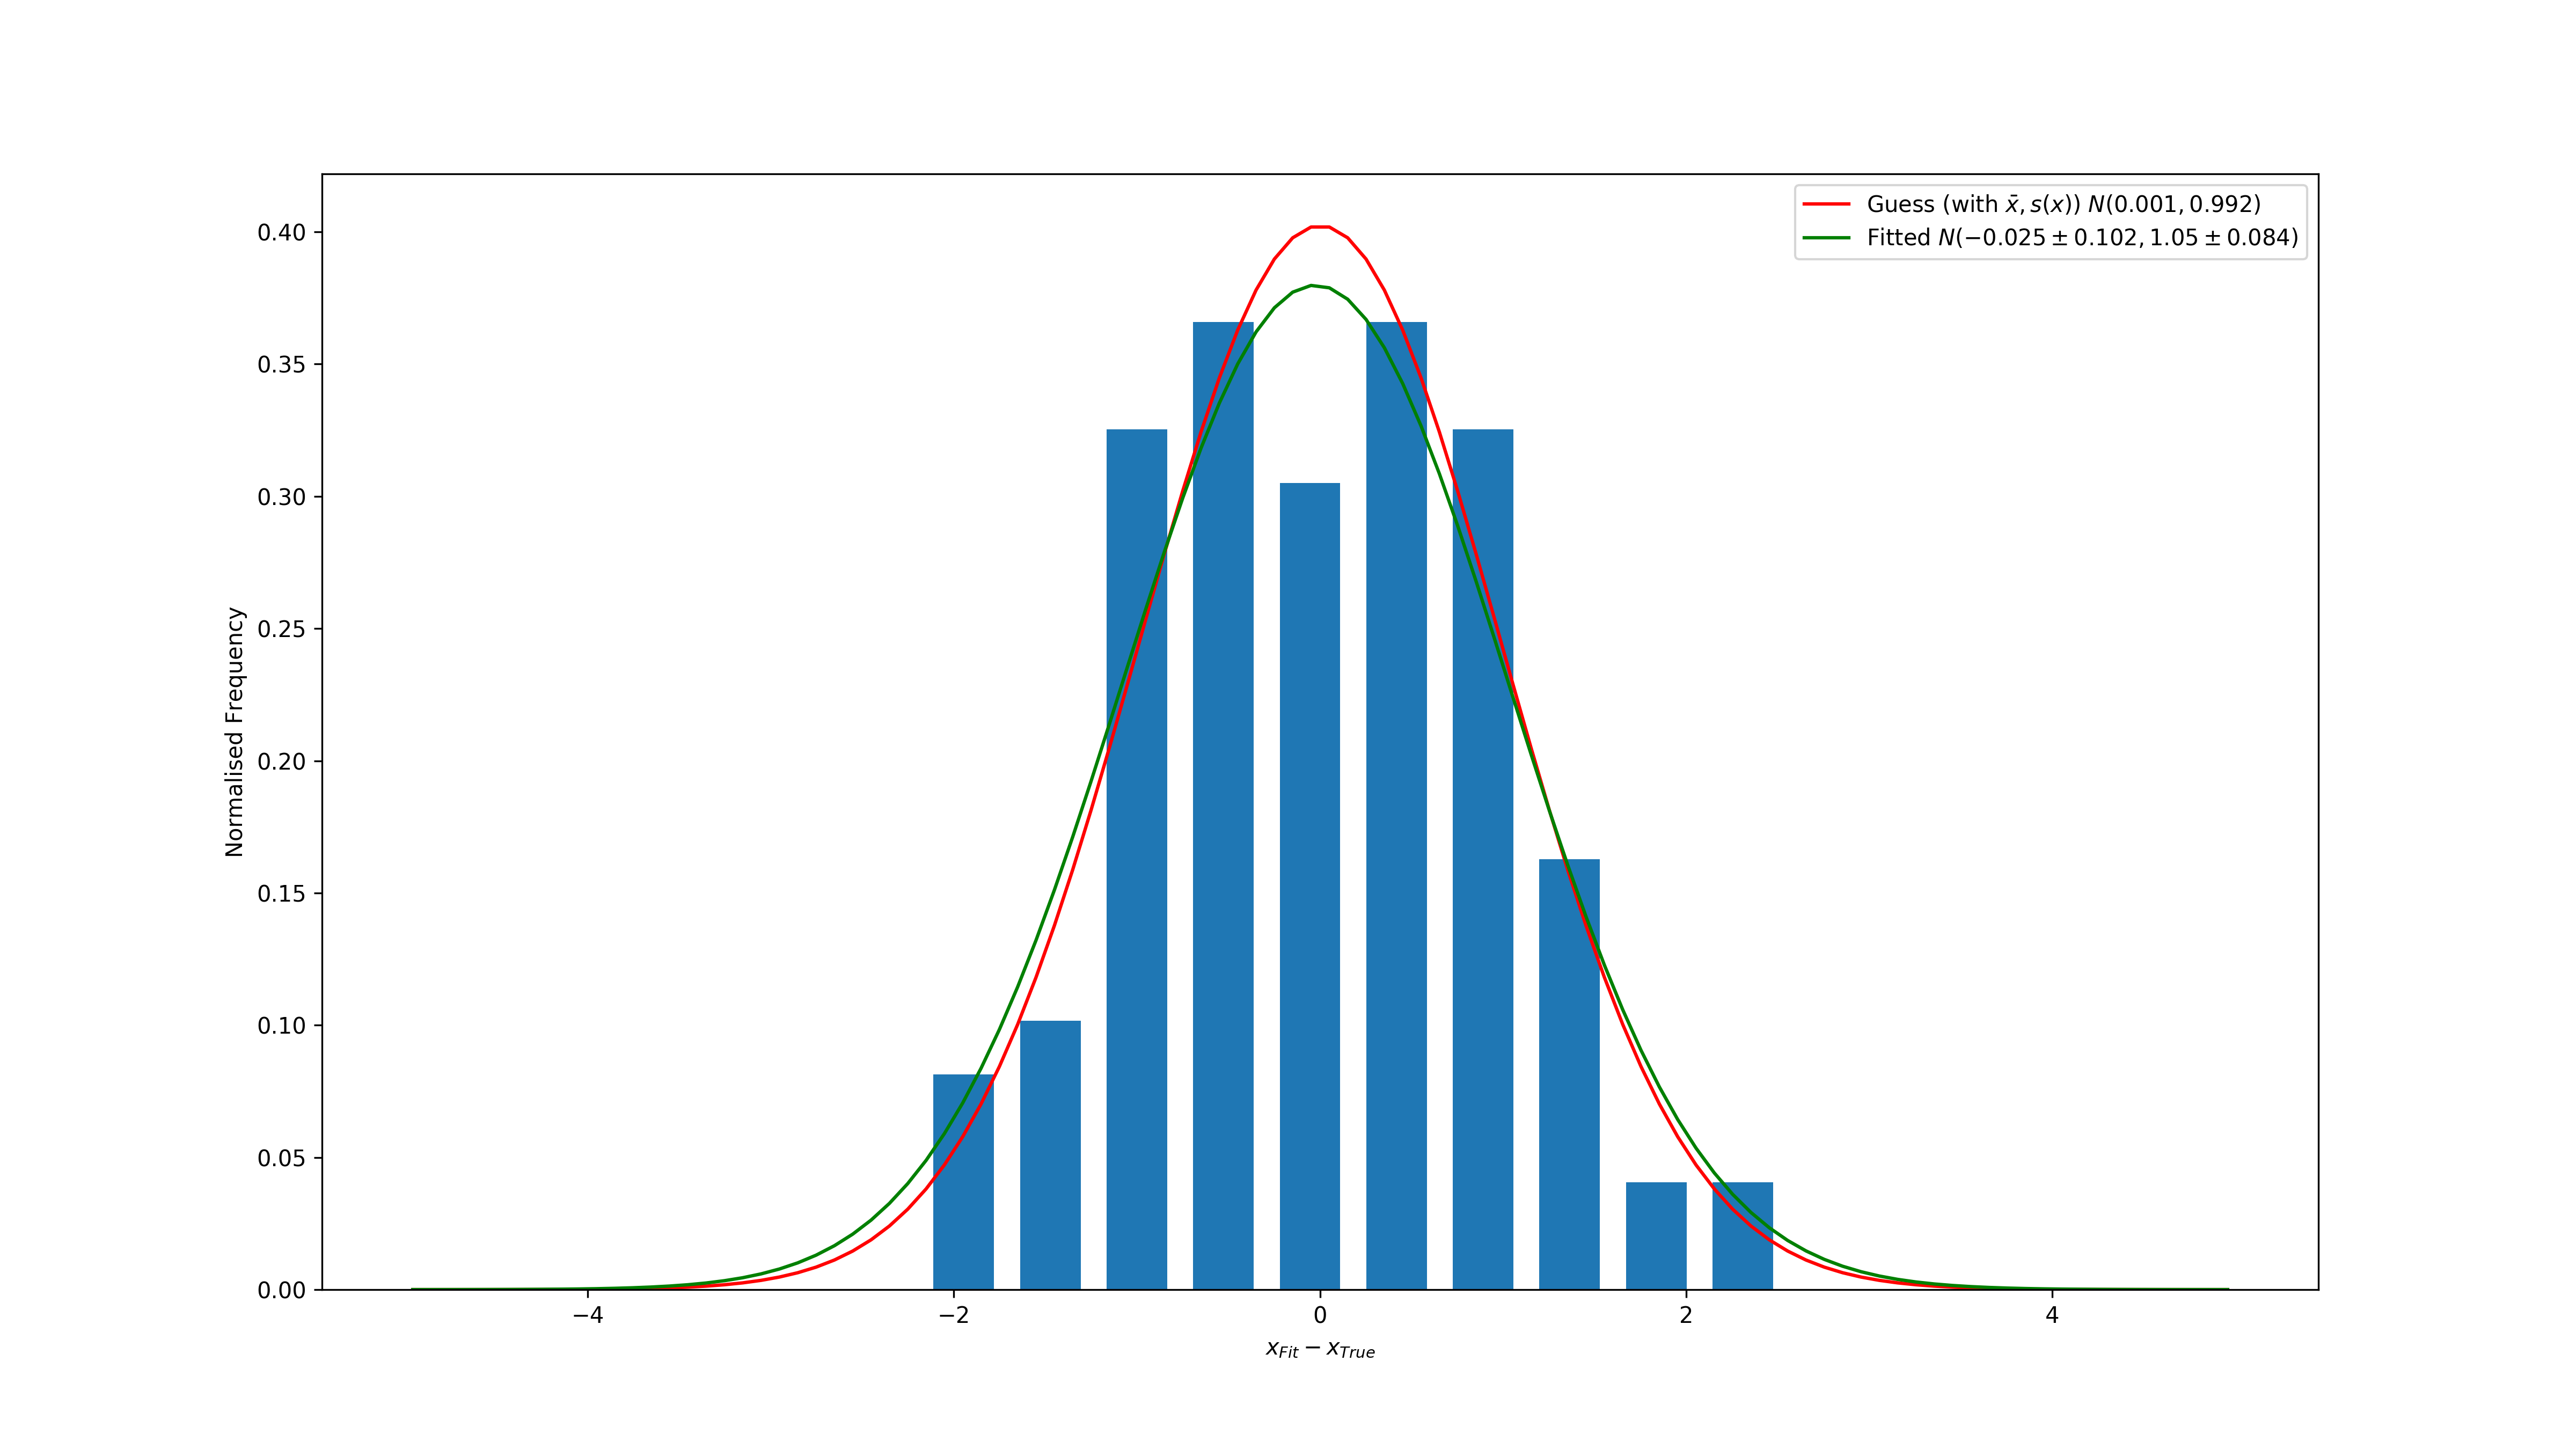 Guess (with x̄, s(x)) N(0.001, 0.992)
Fitted N(−0.025 ± 0.102, 1.05 ± 0.084)
0.40
0.35
0.30
0.25
0.20
0.15
0.10
0.05
0.00
Normalised Frequency
−4 −2 0 2 4
x_Fit − x_True